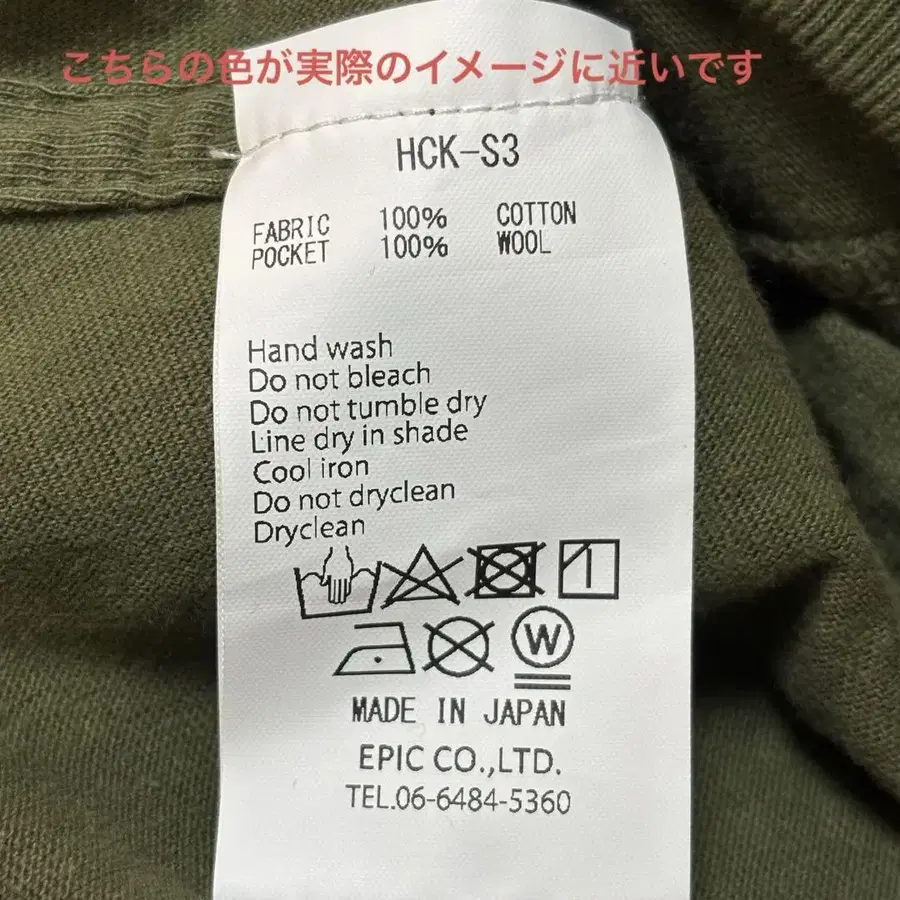 こちらの色が実際のイメージに近いです
HCK-S3
FABRIC 100% COTTON
POCKET 100% WOOL
Hand wash
Do not bleach
Do not tumble dry
Line dry in shade
Cool iron
Do not dryclean
Dryclean
W
MADE IN JAPAN
EPIC CO.,LTD.
TEL.06-6484-5360